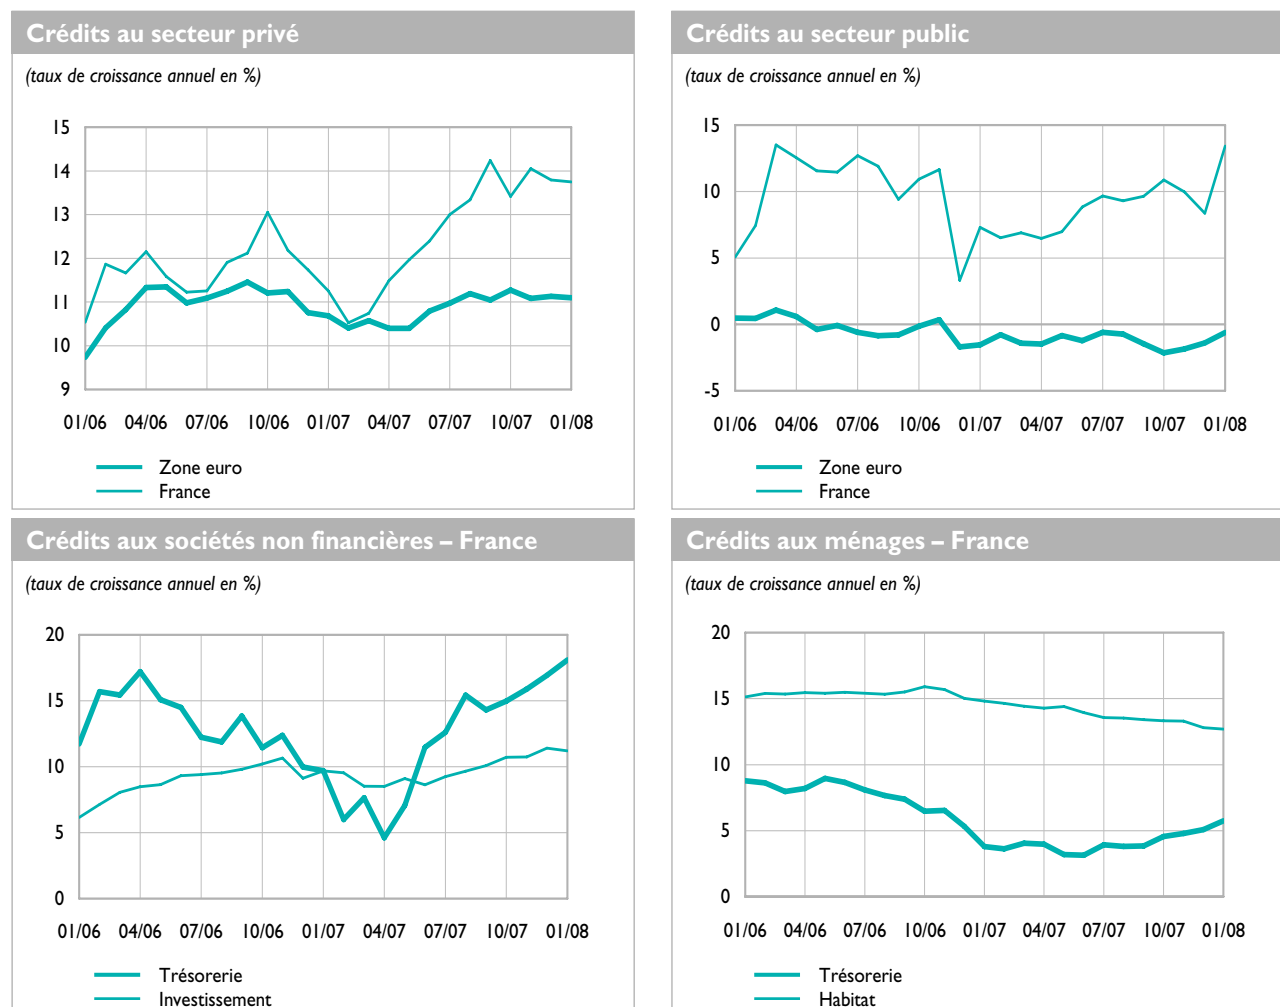 Crédits au secteur privé
(taux de croissance annuel en %)
15
14
13
12
11
10
9
01/06 04/06 07/06 10/06 01/07 04/07 07/07 10/07 01/08
Zone euro
France
Crédits au secteur public
(taux de croissance annuel en %)
15
10
5
0
-5
01/06 04/06 07/06 10/06 01/07 04/07 07/07 10/07 01/08
Zone euro
France
Crédits aux sociétés non financières – France
(taux de croissance annuel en %)
20
15
10
5
0
01/06 04/06 07/06 10/06 01/07 04/07 07/07 10/07 01/08
Trésorerie
Investissement
Crédits aux ménages – France
(taux de croissance annuel en %)
20
15
10
5
0
01/06 04/06 07/06 10/06 01/07 04/07 07/07 10/07 01/08
Trésorerie
Habitat